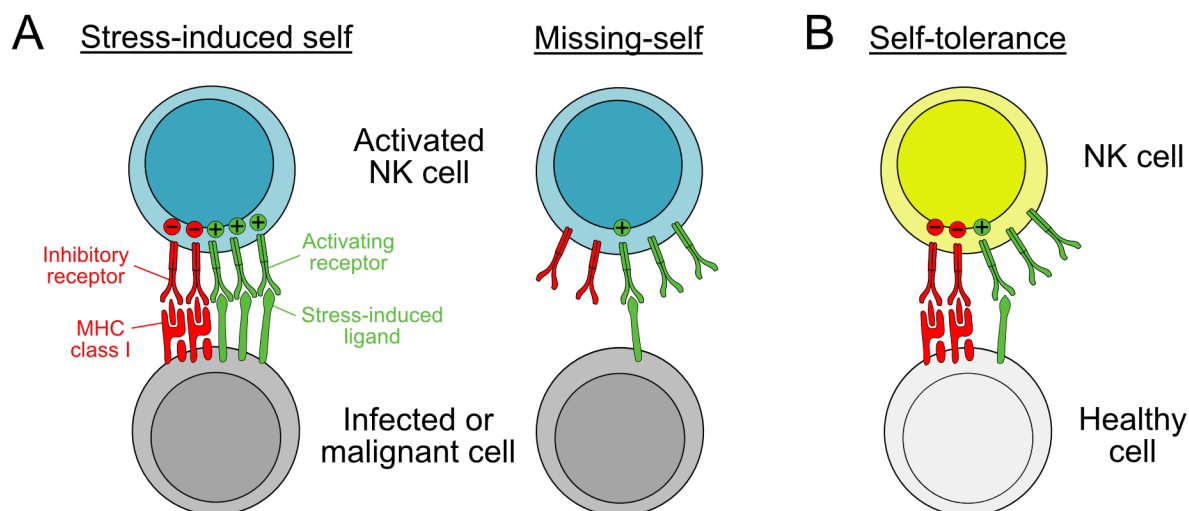 A
Stress-induced self
Missing-self
B
Self-tolerance
Activated
NK cell
NK cell
− − + + +
+
− − +
Inhibitory
receptor
Activating
receptor
MHC
class I
Stress-induced
ligand
Infected or
malignant cell
Healthy
cell